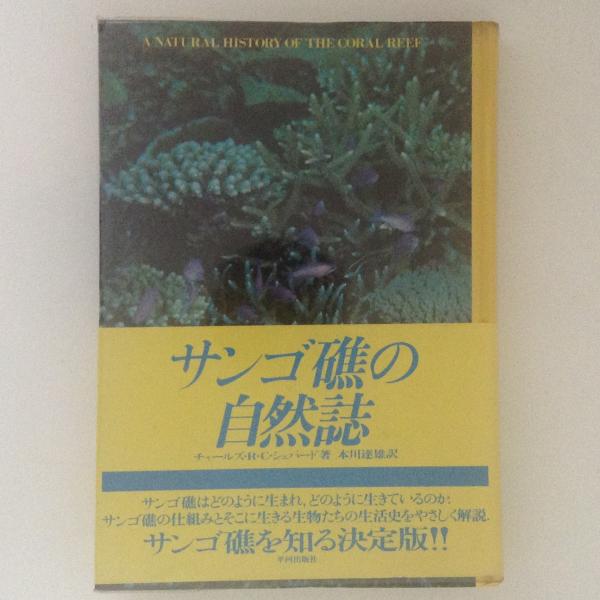 A NATURAL HISTORY OF THE CORAL REEF
サンゴ礁の
自然誌
チャールズ・R・C・シェパード著 本川達雄訳
サンゴ礁はどのように生まれ、どのように生きているのか。
サンゴ礁の仕組みとそこに生きる生物たちの生活史をやさしく解説。
サンゴ礁を知る決定版!!
平河出版社